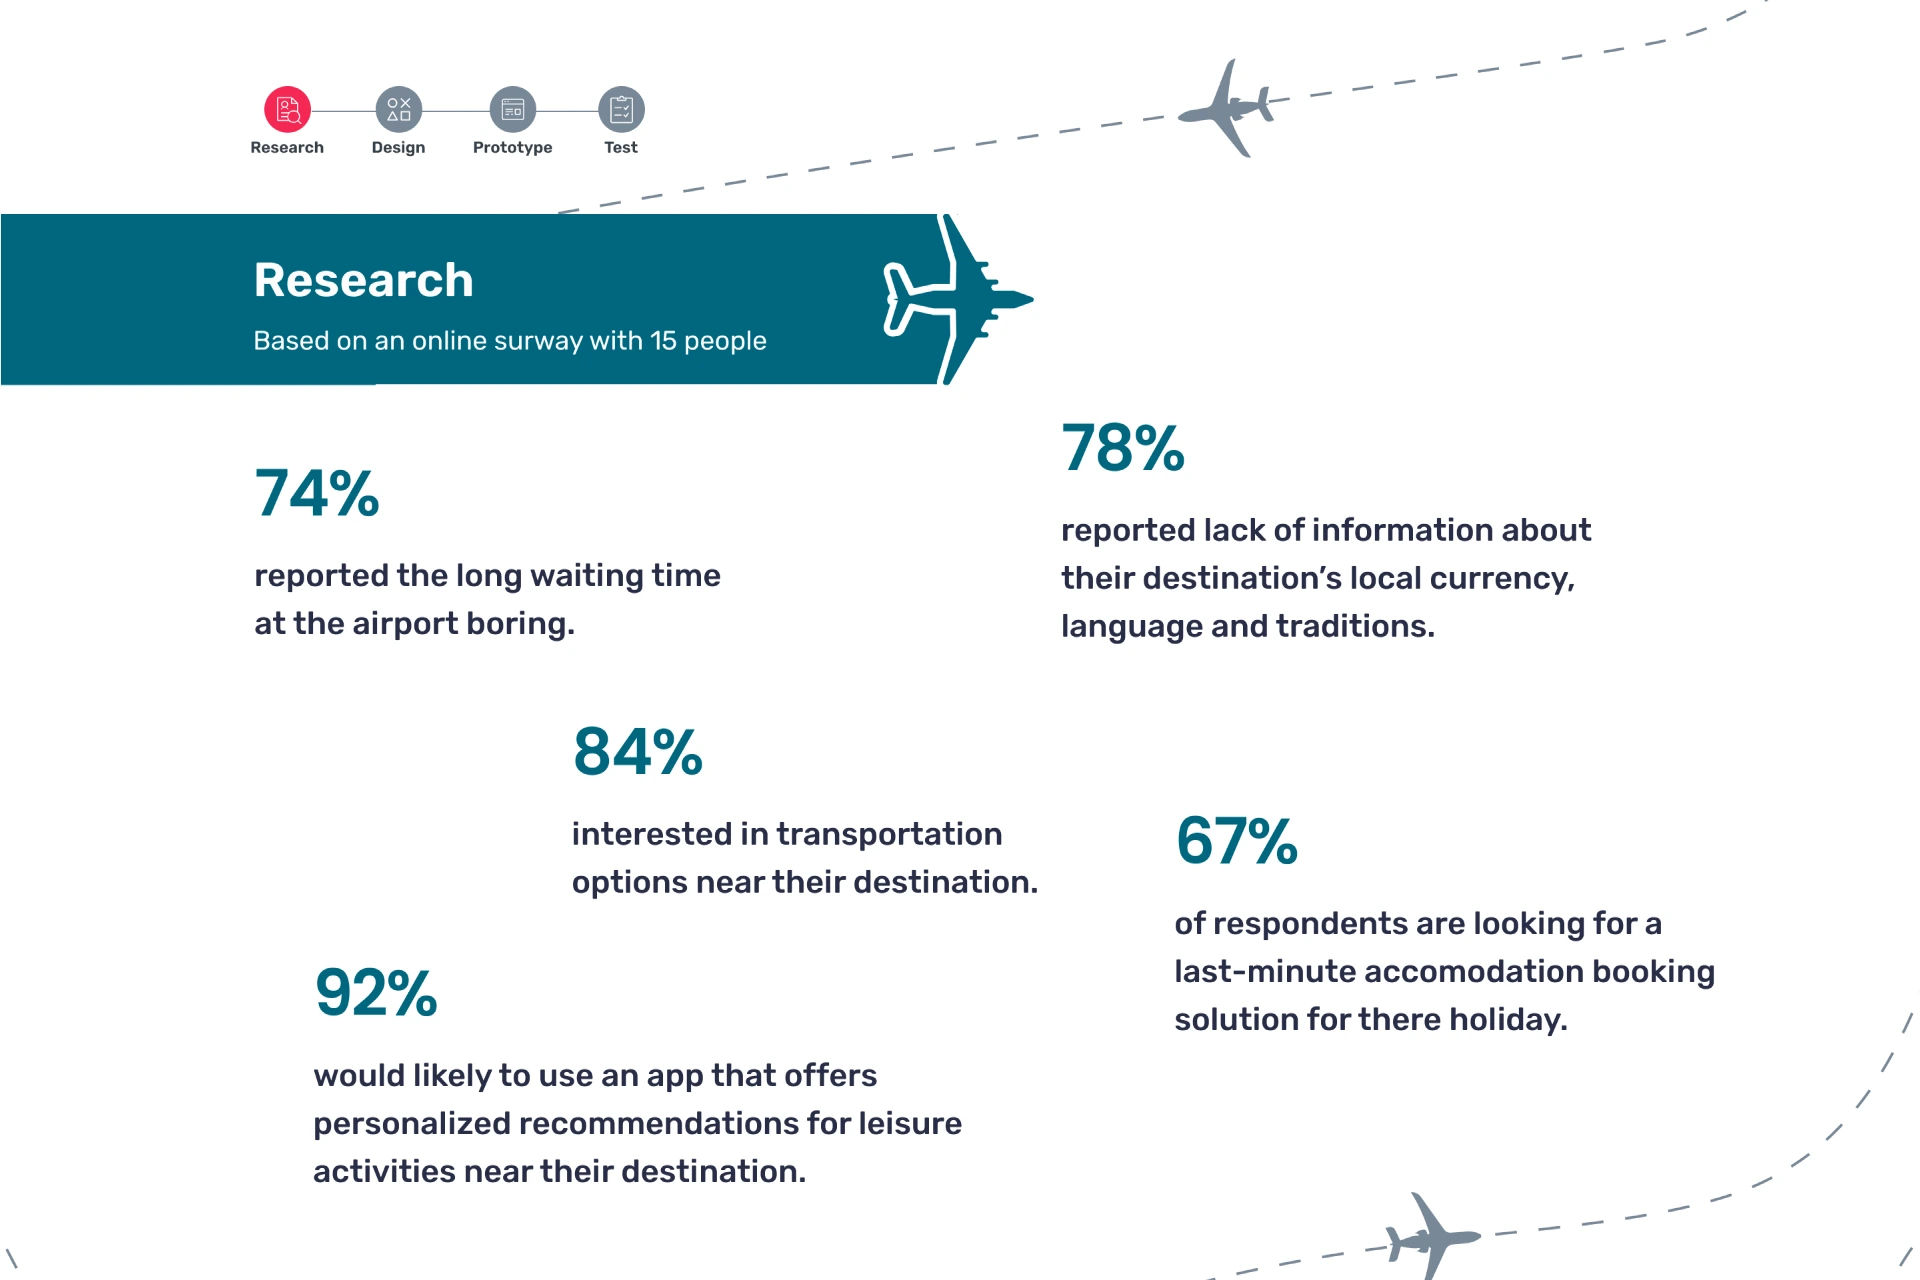 Research
Design
Prototype
Test
Research
Based on an online surway with 15 people
74%
reported the long waiting time
at the airport boring.
78%
reported lack of information about
their destination’s local currency,
language and traditions.
84%
interested in transportation
options near their destination.
67%
of respondents are looking for a
last-minute accomodation booking
solution for there holiday.
92%
would likely to use an app that offers
personalized recommendations for leisure
activities near their destination.